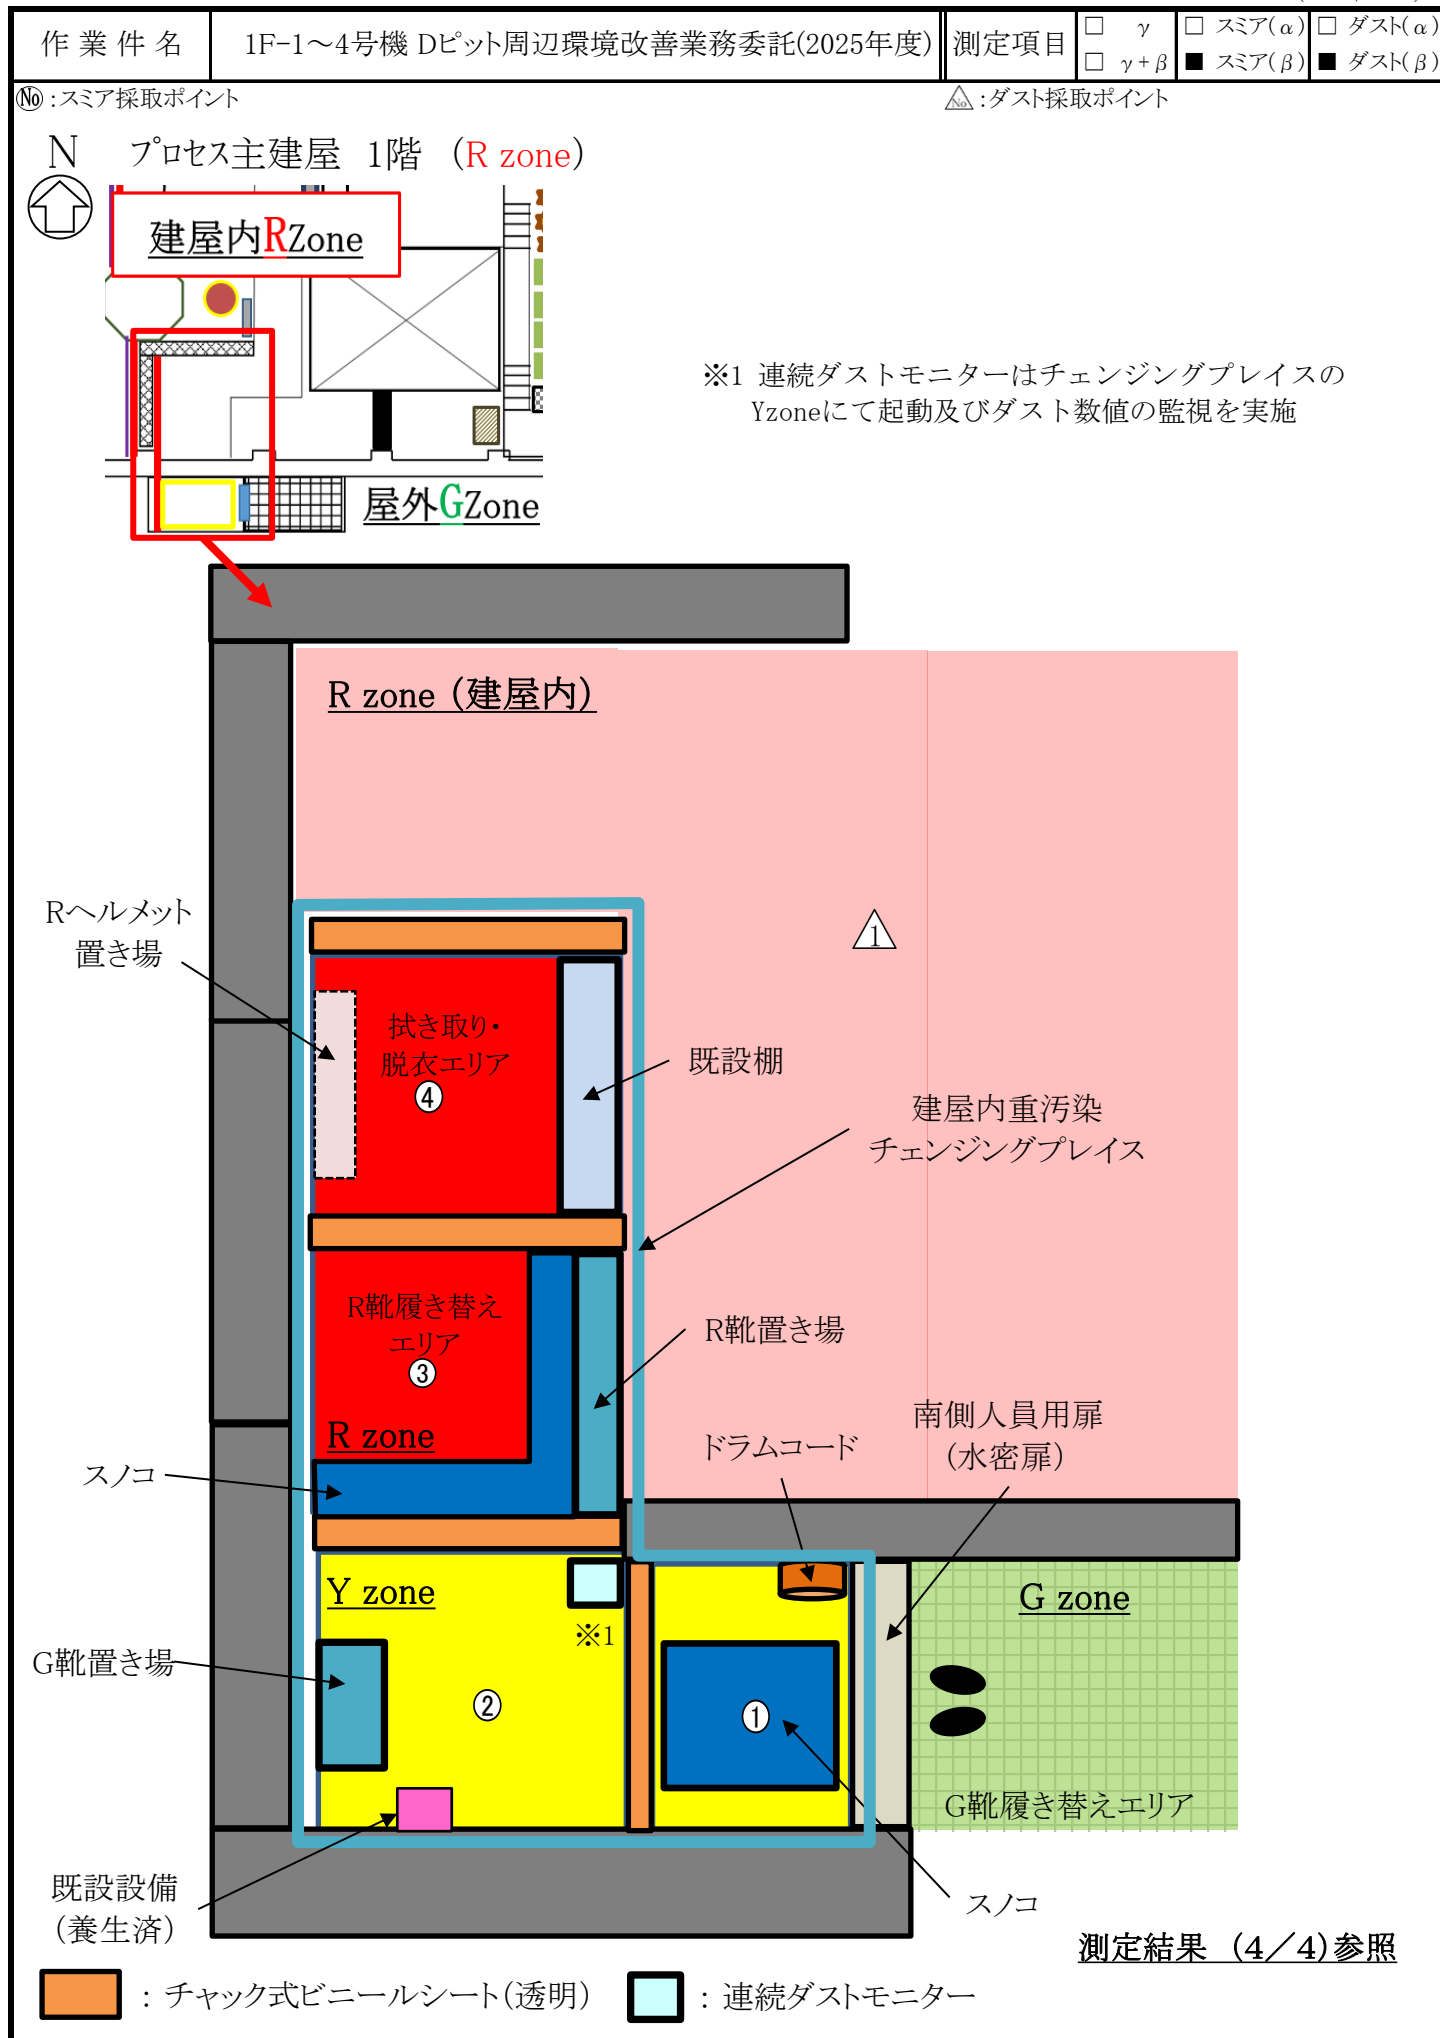 作業件名 1F-1～4号機 Dピット周辺環境改善業務委託(2025年度) 測定項目 □ γ □ スミア(α) □ ダスト(α)
□ γ+β ■ スミア(β) ■ ダスト(β)
No :スミア採取ポイント No :ダスト採取ポイント
N プロセス主建屋 1階 (R zone)
建屋内RZone
※1 連続ダストモニターはチェンジングプレイスの
Yzoneにて起動及びダスト数値の監視を実施
屋外GZone
R zone (建屋内)
Rヘルメット
置き場
1
拭き取り・
脱衣エリア
④
既設棚
建屋内重汚染
チェンジングプレイス
R靴履き替え
エリア
③
R靴置き場
R zone
南側人員用扉
(水密扉)
ドラムコード
スノコ
Y zone
G zone
※1
G靴置き場
②
①
G靴履き替えエリア
既設設備
(養生済)
スノコ
測定結果 (4／4)参照
: チャック式ビニールシート(透明) : 連続ダストモニター